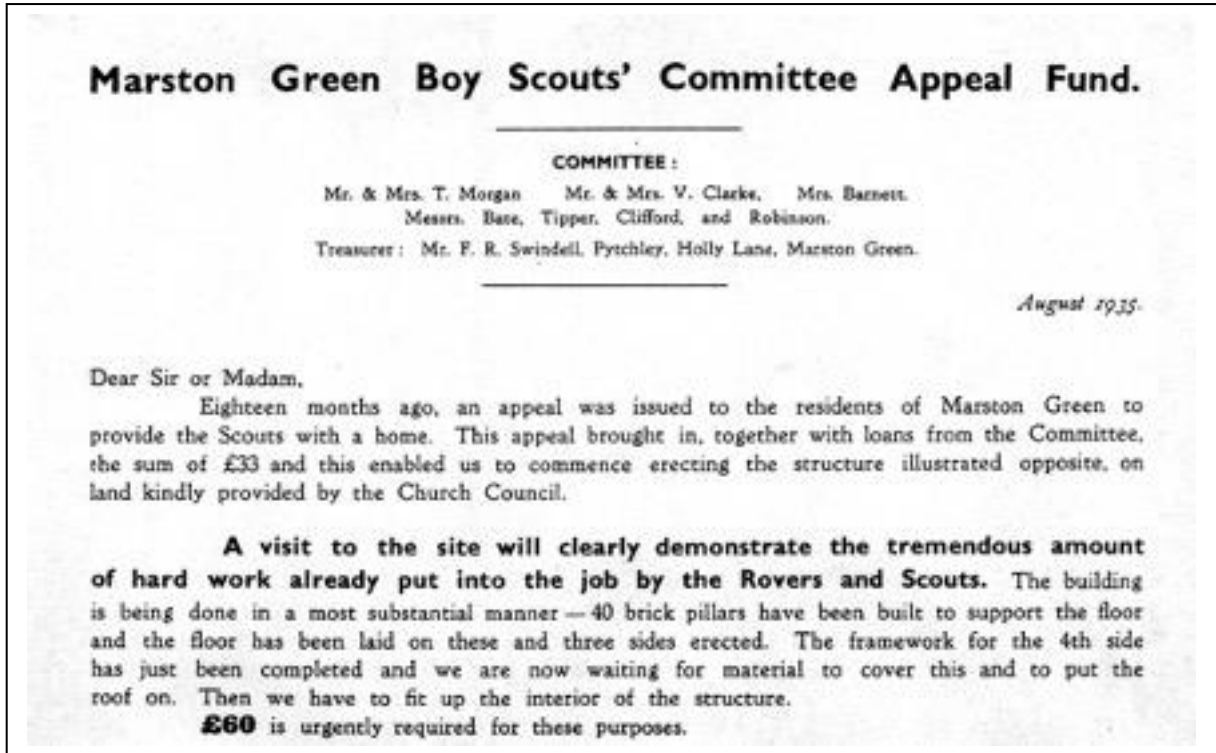 Marston Green Boy Scouts' Committee Appeal Fund.
COMMITTEE:
Mr. & Mrs. T. Morgan Mr. & Mrs. V. Clarke, Mrs. Barnett.
Messrs. Bate, Tipper, Clifford, and Robinson.
Treasurer: Mr. F. R. Swindell, Pytchley, Holly Lane, Marston Green.
August 1935.
Dear Sir or Madam,
Eighteen months ago, an appeal was issued to the residents of Marston Green to
provide the Scouts with a home. This appeal brought in, together with loans from the Committee,
the sum of £33 and this enabled us to commence erecting the structure illustrated opposite, on
land kindly provided by the Church Council.
A visit to the site will clearly demonstrate the tremendous amount
of hard work already put into the job by the Rovers and Scouts. The building
is being done in a most substantial manner — 40 brick pillars have been built to support the floor
and the floor has been laid on these and three sides erected. The framework for the 4th side
has just been completed and we are now waiting for material to cover this and to put the
roof on. Then we have to fit up the interior of the structure.
£60 is urgently required for these purposes.